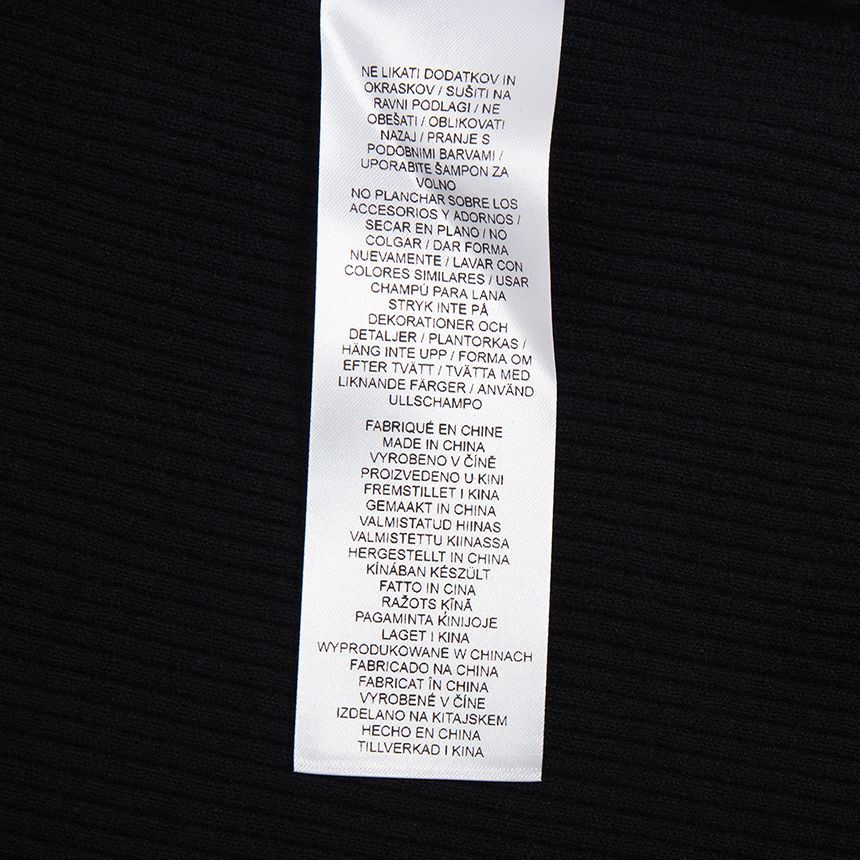 NE LIKATI DODATKOV IN
OKRASKOV / SUŠITI NA
RAVNI PODLAGI / NE
OBEŠATI / OBLIKOVATI
NAZAJ / PRANJE S
PODOBNIMI BARVAMI /
UPORABITE ŠAMPON ZA
VOLNO
NO PLANCHAR SOBRE LOS
ACCESORIOS Y ADORNOS /
SECAR EN PLANO / NO
COLGAR / DAR FORMA
NUEVAMENTE / LAVAR CON
COLORES SIMILARES / USAR
CHAMPÚ PARA LANA
STRYK INTE PÅ
DEKORATIONER OCH
DETALJER / PLANTORKAS /
HÄNG INTE UPP / FORMA OM
EFTER TVÄTT / TVÄTTA MED
LIKNANDE FÄRGER / ANVÄND
ULLSCHAMPO
FABRIQUÉ EN CHINE
MADE IN CHINA
VYROBENO V ČÍNĚ
PROIZVEDENO U KINI
FREMSTILLET I KINA
GEMAAKT IN CHINA
VALMISTATUD HIINAS
VALMISTETTU KIINASSA
HERGESTELLT IN CHINA
KÍNÁBAN KÉSZÜLT
FATTO IN CINA
RAŽOTS ĶĪNĀ
PAGAMINTA KINIJOJE
LAGET I KINA
WYPRODUKOWANE W CHINACH
FABRICADO NA CHINA
FABRICAT ÎN CHINA
VYROBENÉ V ČÍNE
IZDELANO NA KITAJSKEM
HECHO EN CHINA
TILLVERKAD I KINA